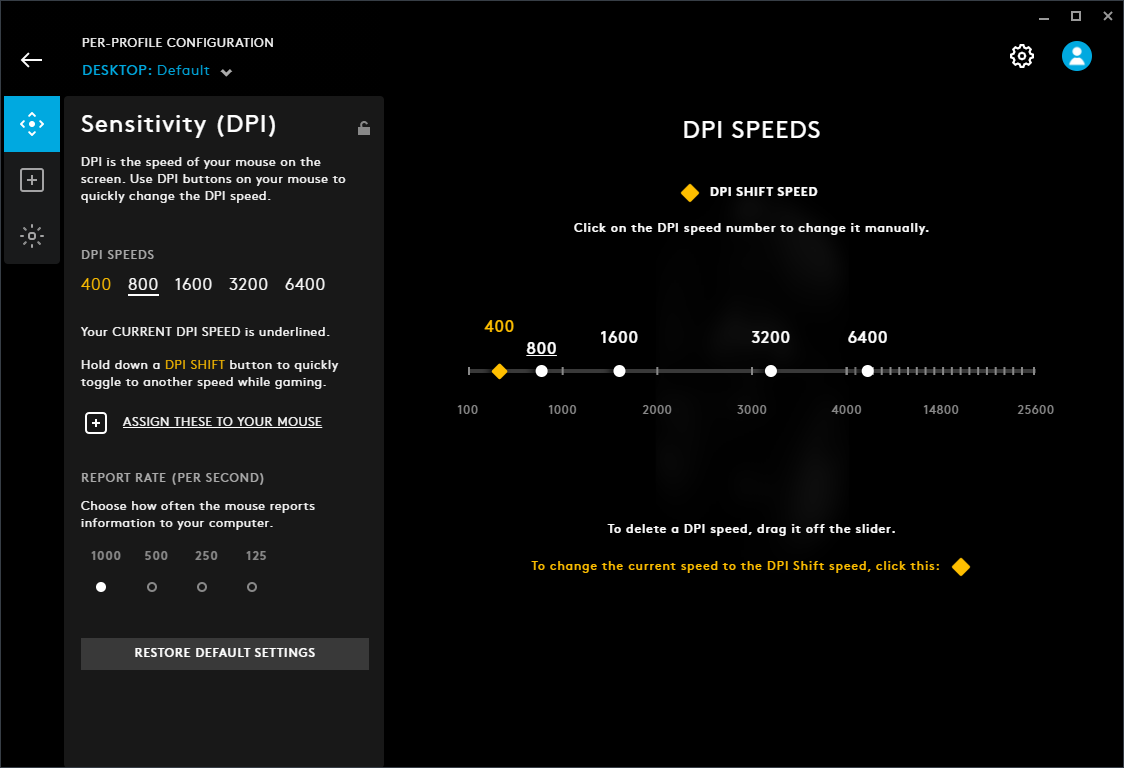 PER-PROFILE CONFIGURATION
DESKTOP: Default
Sensitivity (DPI)
DPI is the speed of your mouse on the
screen. Use DPI buttons on your mouse to
quickly change the DPI speed.
DPI SPEEDS
400 800 1600 3200 6400
Your CURRENT DPI SPEED is underlined.
Hold down a DPI SHIFT button to quickly
toggle to another speed while gaming.
ASSIGN THESE TO YOUR MOUSE
REPORT RATE (PER SECOND)
Choose how often the mouse reports
information to your computer.
1000 500 250 125
RESTORE DEFAULT SETTINGS
DPI SPEEDS
DPI SHIFT SPEED
Click on the DPI speed number to change it manually.
400 800 1600 3200 6400
100 1000 2000 3000 4000 14800 25600
To delete a DPI speed, drag it off the slider.
To change the current speed to the DPI Shift speed, click this: